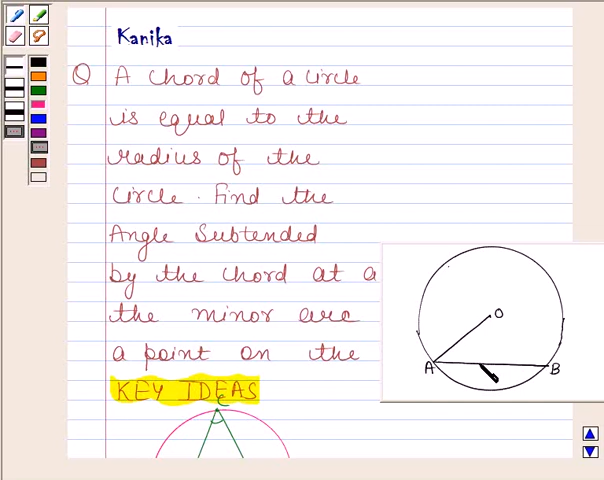 Kanika
Q A chord of a circle
is equal to the
radius of the
circle. Find the
Angle Subtended
by the chord at a
the minor arc
a point on the
KEY IDEAS
C
O
A
B